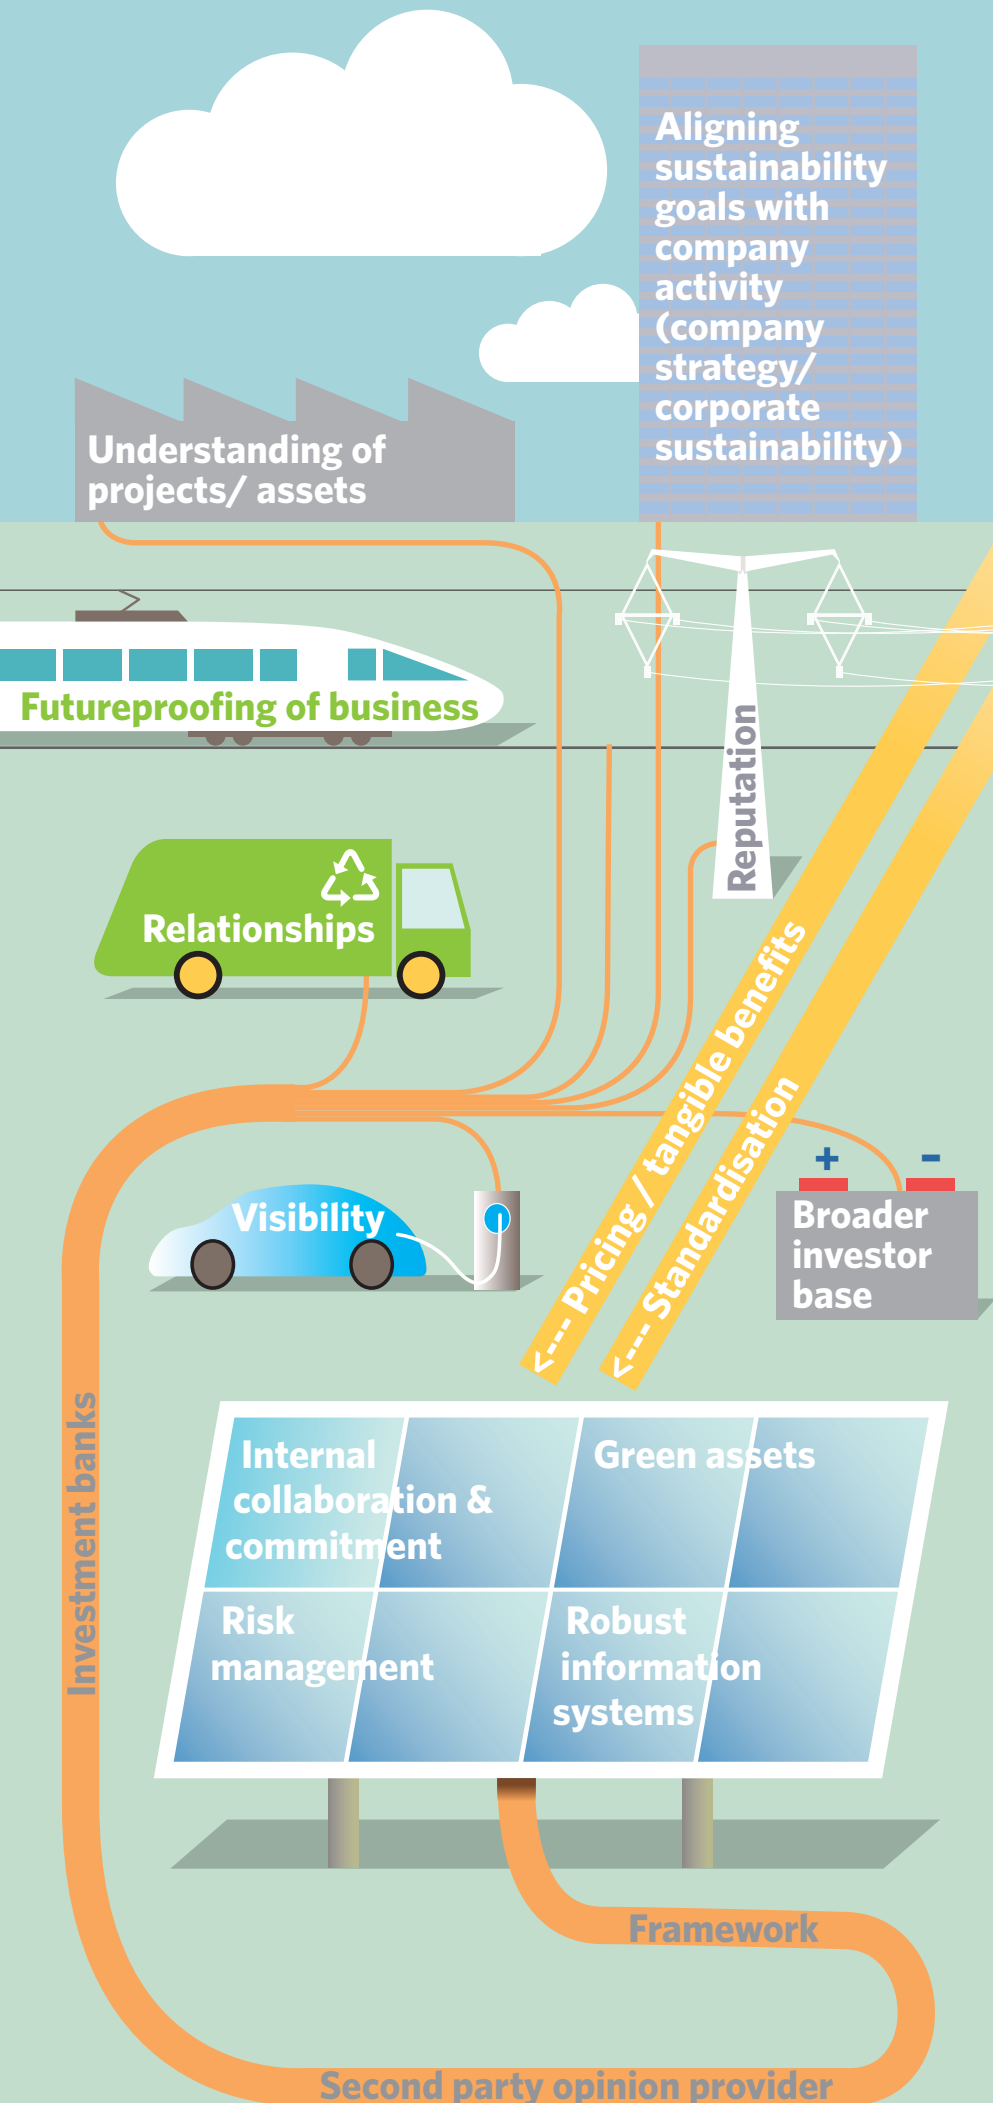 Aligning
sustainability
goals with
company
activity
(company
strategy/
corporate
sustainability)
Understanding of
projects/ assets
Futureproofing of business
Reputation
Relationships
<---- Pricing / tangible benefits
<---- Standardisation
Visibility
+ -
Broader
investor
base
Investment banks
Internal
collaboration &
commitment
Green assets
Risk
management
Robust
information
systems
Framework
Second party opinion provider